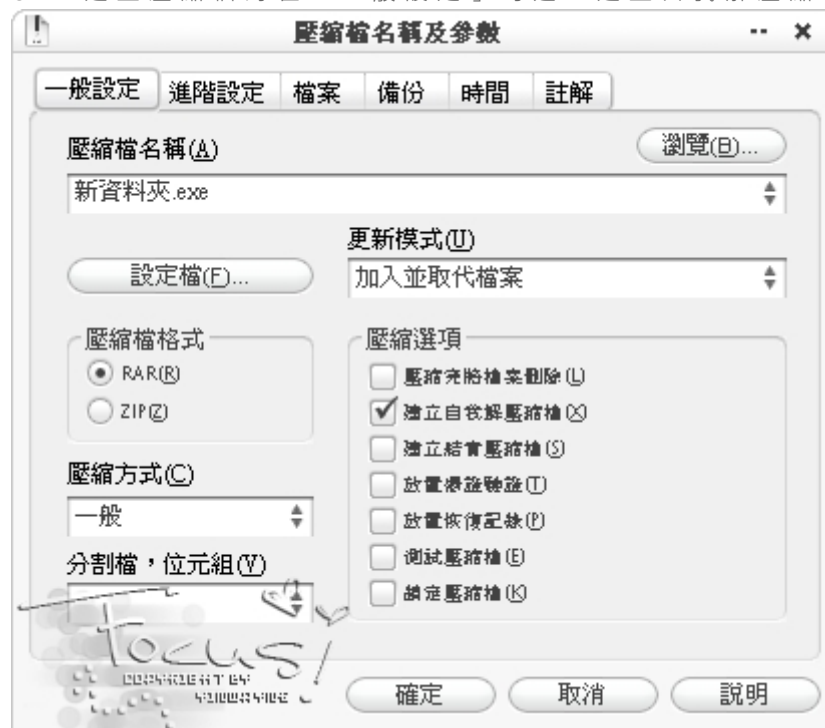 壓縮檔名稱及參數
一般設定 進階設定 檔案 備份 時間 註解
壓縮檔名稱(A) 瀏覽(B)...
新資料夾.exe
更新模式(U)
設定檔(F)... 加入並取代檔案
壓縮檔格式 壓縮選項
RAR(R) 壓縮完將檔案刪除(L)
ZIP(Z) 建立自我解壓縮檔(X)
建立結實壓縮檔(S)
壓縮方式(C) 放置憑證驗證(T)
一般 放置恢復記錄(P)
分割檔，位元組(V) 測試壓縮檔(E)
鎖定壓縮檔(K)
Focus!
確定 取消 說明